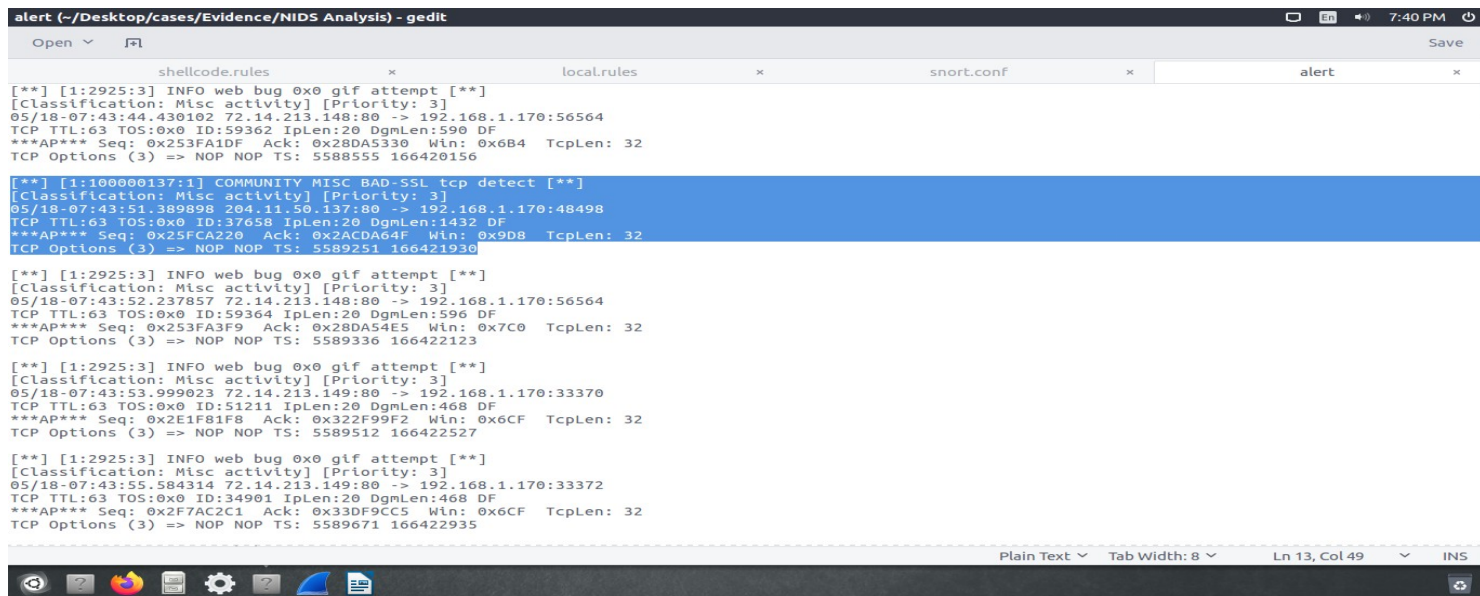 alert (~/Desktop/cases/Evidence/NIDS Analysis) - gedit
En
7:40 PM
Open
Save
shellcode.rules
local.rules
snort.conf
alert
[**] [1:2925:3] INFO web bug 0x0 gif attempt [**]
[Classification: Misc activity] [Priority: 3]
05/18-07:43:44.430102 72.14.213.148:80 -> 192.168.1.170:56564
TCP TTL:63 TOS:0x0 ID:59362 IpLen:20 DgmLen:590 DF
***AP*** Seq: 0x253FA1DF  Ack: 0x28DA5330  Win: 0x6B4  TcpLen: 32
TCP Options (3) => NOP NOP TS: 5588555 166420156
[**] [1:100000137:1] COMMUNITY MISC BAD-SSL tcp detect [**]
[Classification: Misc activity] [Priority: 3]
05/18-07:43:51.389898 204.11.50.137:80 -> 192.168.1.170:48498
TCP TTL:63 TOS:0x0 ID:37658 IpLen:20 DgmLen:1432 DF
***AP*** Seq: 0x25FCA220  Ack: 0x2ACDA64F  Win: 0x9D8  TcpLen: 32
TCP Options (3) => NOP NOP TS: 5589251 166421930
[**] [1:2925:3] INFO web bug 0x0 gif attempt [**]
[Classification: Misc activity] [Priority: 3]
05/18-07:43:52.237857 72.14.213.148:80 -> 192.168.1.170:56564
TCP TTL:63 TOS:0x0 ID:59364 IpLen:20 DgmLen:596 DF
***AP*** Seq: 0x253FA3F9  Ack: 0x28DA54E5  Win: 0x7C0  TcpLen: 32
TCP Options (3) => NOP NOP TS: 5589336 166422123
[**] [1:2925:3] INFO web bug 0x0 gif attempt [**]
[Classification: Misc activity] [Priority: 3]
05/18-07:43:53.999023 72.14.213.149:80 -> 192.168.1.170:33370
TCP TTL:63 TOS:0x0 ID:51211 IpLen:20 DgmLen:468 DF
***AP*** Seq: 0x2E1F81F8  Ack: 0x322F99F2  Win: 0x6CF  TcpLen: 32
TCP Options (3) => NOP NOP TS: 5589512 166422527
[**] [1:2925:3] INFO web bug 0x0 gif attempt [**]
[Classification: Misc activity] [Priority: 3]
05/18-07:43:55.584314 72.14.213.149:80 -> 192.168.1.170:33372
TCP TTL:63 TOS:0x0 ID:34901 IpLen:20 DgmLen:468 DF
***AP*** Seq: 0x2F7AC2C1  Ack: 0x33DF9CC5  Win: 0x6CF  TcpLen: 32
TCP Options (3) => NOP NOP TS: 5589671 166422935
Plain Text
Tab Width: 8
Ln 13, Col 49
INS